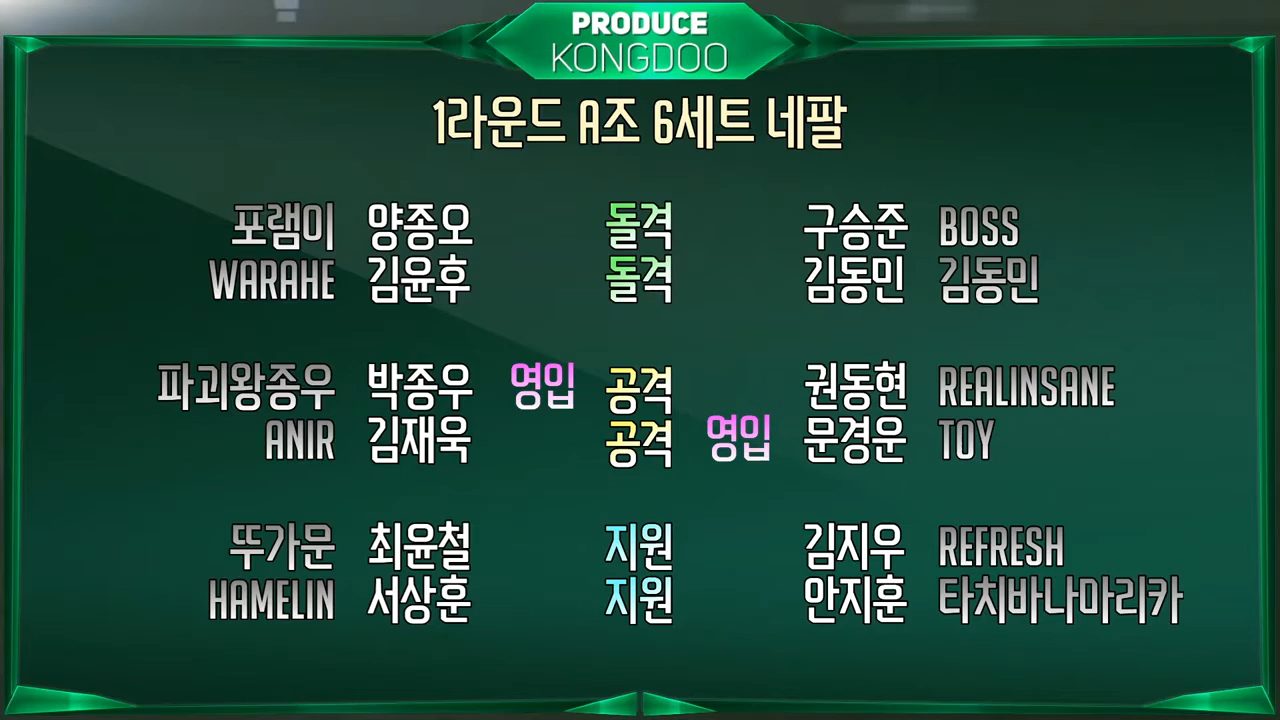 PRODUCE
KONGDOO
1라운드 A조 6세트 네팔
포램이 양종오 돌격 구승준 BOSS
WARAHE 김윤후 돌격 김동민 김동민
파괴왕종우 박종우 영입 공격 권동현 REALINSANE
ANIR 김재욱 공격 영입 문경운 TOY
뚜가문 최윤철 지원 김지우 REFRESH
HAMELIN 서상훈 지원 안지훈 타치바나마리카